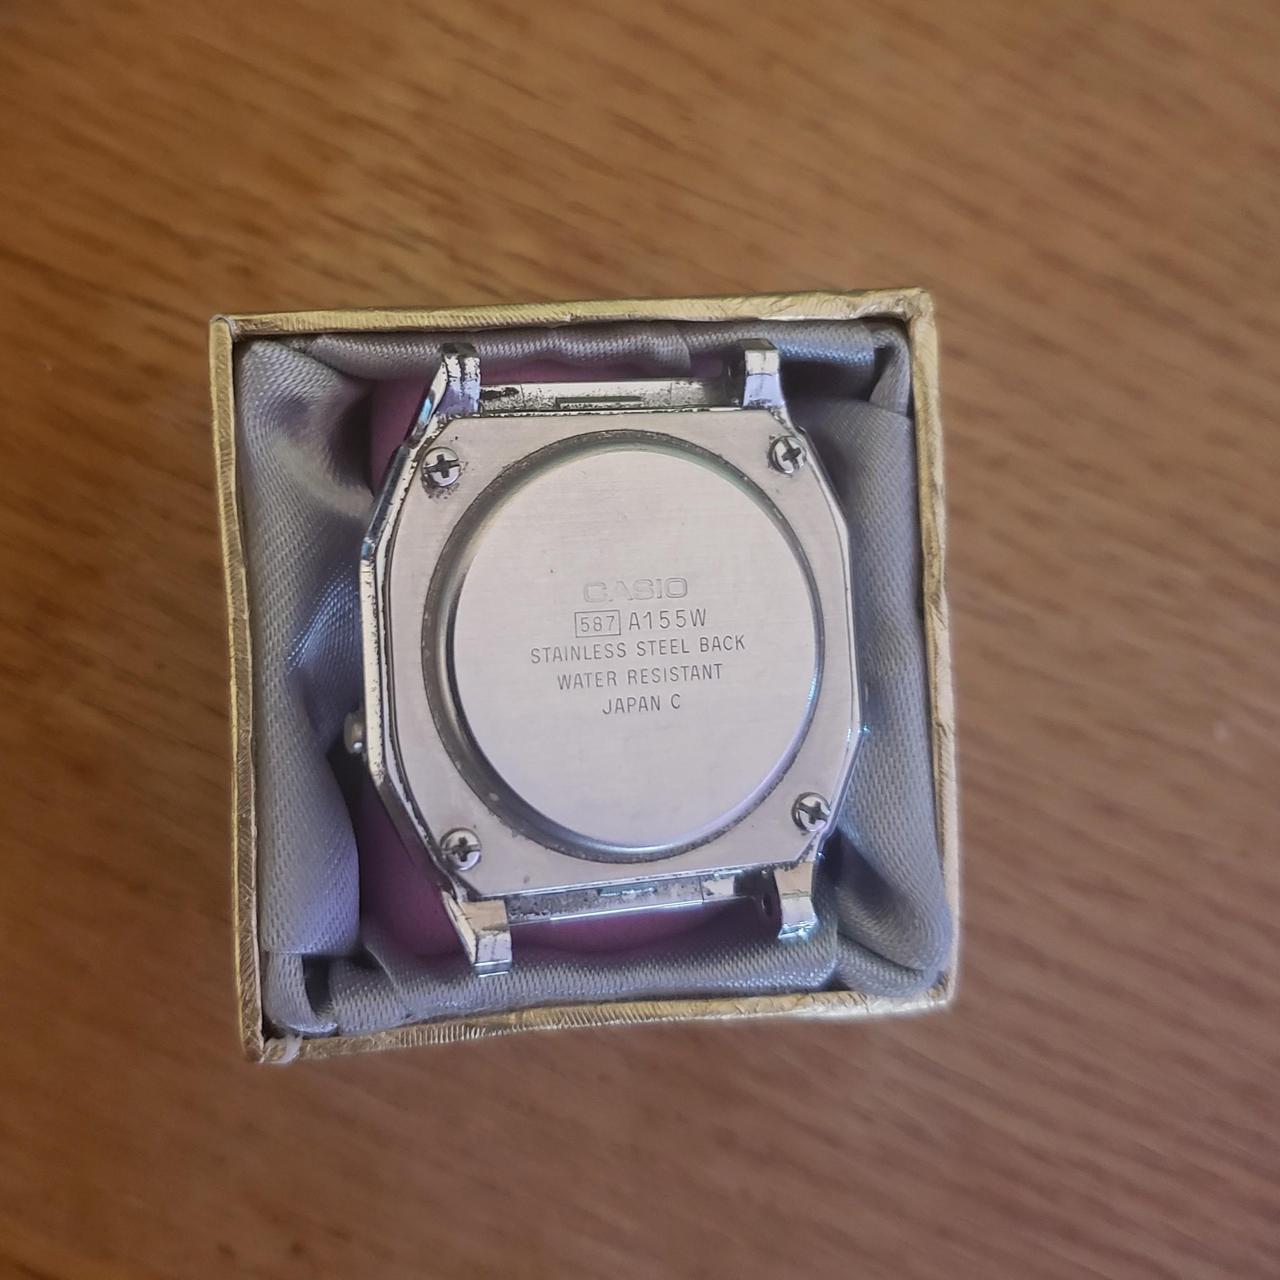 CASIO
587 A155W
STAINLESS STEEL BACK
WATER RESISTANT
JAPAN C